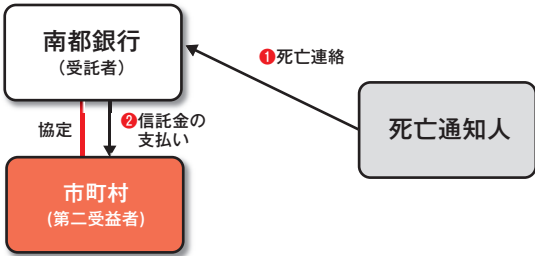 南都銀行
（受託者）
❶死亡連絡
死亡通知人
協定
❷信託金の
支払い
市町村
(第二受益者)